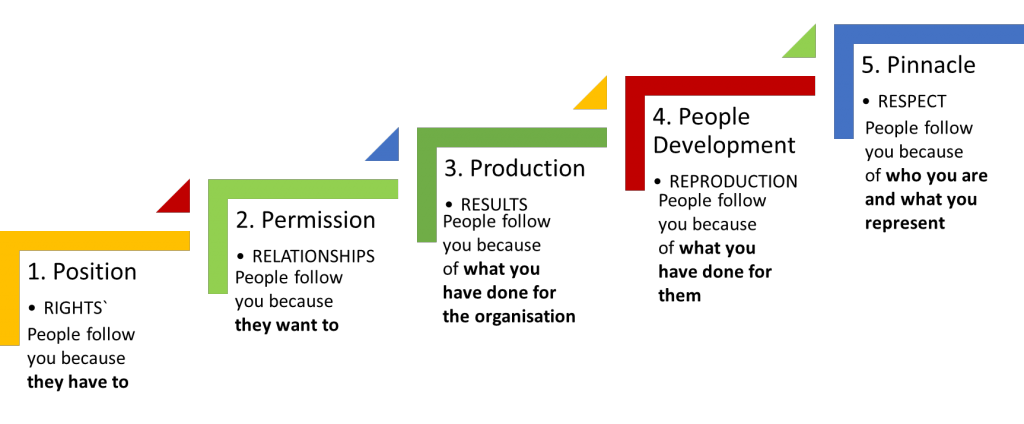 1. Position
• RIGHTS`
People follow
you because
they have to
2. Permission
• RELATIONSHIPS
People follow
you because
they want to
3. Production
• RESULTS
People follow
you because
of what you
have done for
the organisation
4. People
Development
• REPRODUCTION
People follow
you because
of what you
have done for
them
5. Pinnacle
• RESPECT
People follow
you because
of who you are
and what you
represent